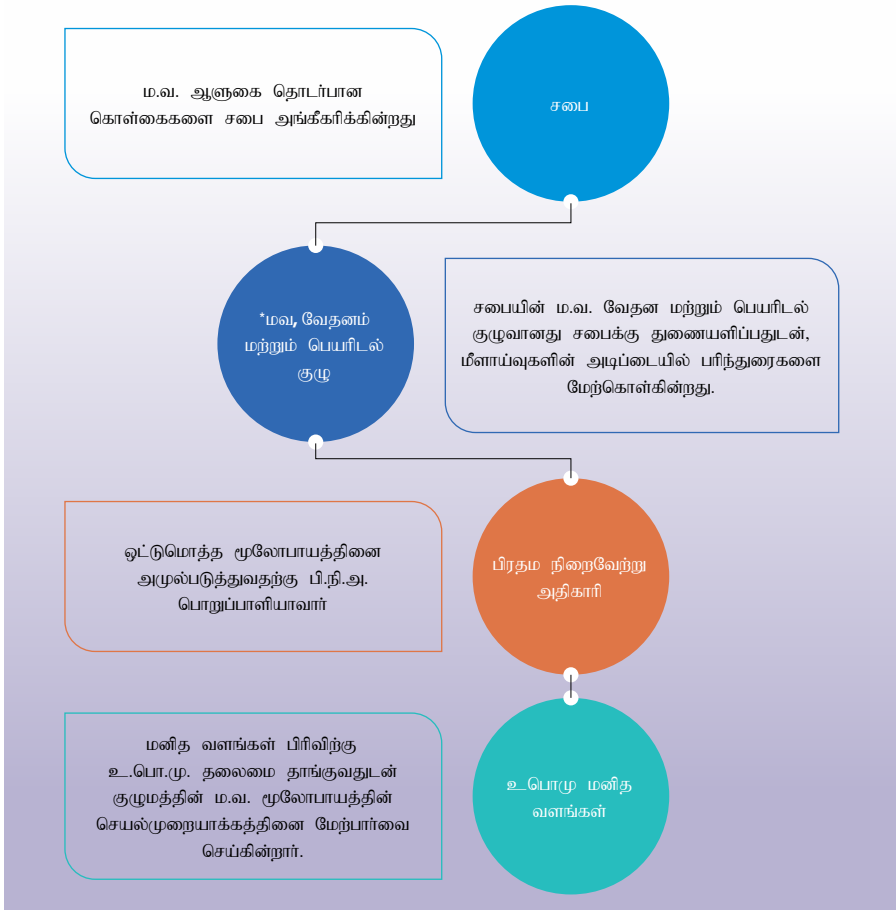 ம.வ. ஆளுகை தொடர்பான
கொள்கைகளை சபை அங்கீகரிக்கின்றது
சபை
*மவ, வேதனம்
மற்றும் பெயரிடல்
குழு
சபையின் ம.வ. வேதன மற்றும் பெயரிடல்
குழுவானது சபைக்கு துணையளிப்பதுடன்,
மீளாய்வுகளின் அடிப்டையில் பரிந்துரைகளை
மேற்கொள்கின்றது.
ஒட்டுமொத்த மூலோபாயத்தினை
அமுல்படுத்துவதற்கு பி.நி.அ.
பொறுப்பாளியாவார்
பிரதம நிறைவேற்று
அதிகாரி
மனித வளங்கள் பிரிவிற்கு
உ.பொ.மு. தலைமை தாங்குவதுடன்
குழுமத்தின் ம.வ. மூலோபாயத்தின்
செயல்முறையாக்கத்தினை மேற்பார்வை
செய்கின்றார்.
உபொமு மனித
வளங்கள்